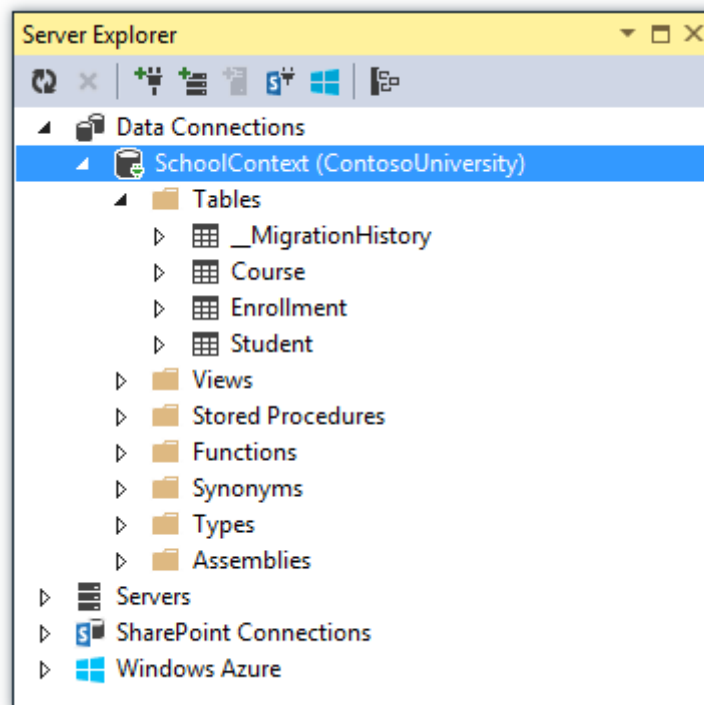 Server Explorer
Data Connections
SchoolContext (ContosoUniversity)
Tables
__MigrationHistory
Course
Enrollment
Student
Views
Stored Procedures
Functions
Synonyms
Types
Assemblies
Servers
SharePoint Connections
Windows Azure